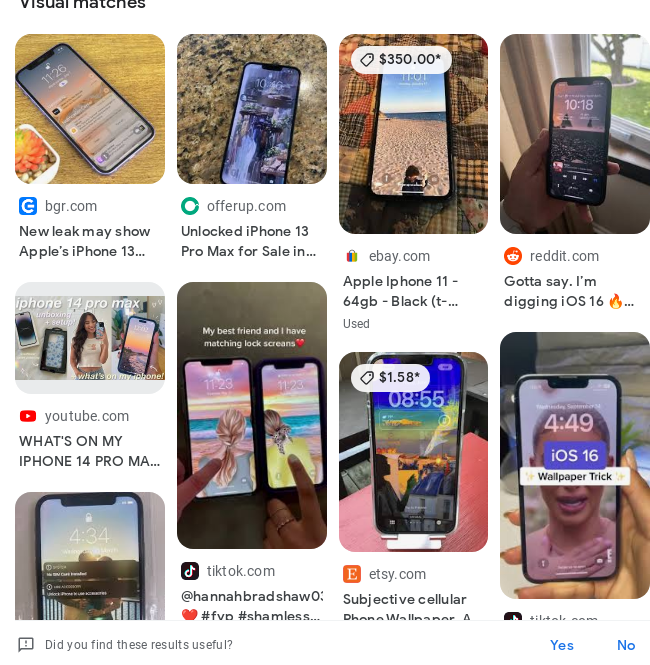 Visual matches
11:26
bgr.com
New leak may show
Apple's iPhone 13...
iphone 14 pro max
unboxing
+ setup
what's on my iphone!
youtube.com
WHAT'S ON MY
IPHONE 14 PRO MA...
4:34
offerup.com
Unlocked iPhone 13
Pro Max for Sale in...
My best friend and I have
matching lock screans❤️
11:23
11:23
tiktok.com
@hannahbradshaw03
❤️ #fyp #shamless...
$350.00*
11:01
ebay.com
Apple Iphone 11 -
64gb - Black (t-...
Used
$1.58*
08:55
etsy.com
Subjective cellular
Phone Wallpaper, A
10:18
reddit.com
Gotta say. I'm
digging iOS 16 🔥...
4:49
iOS 16
✨ Wallpaper Trick ✨
tiktok.com
Did you find these results useful?
Yes
No